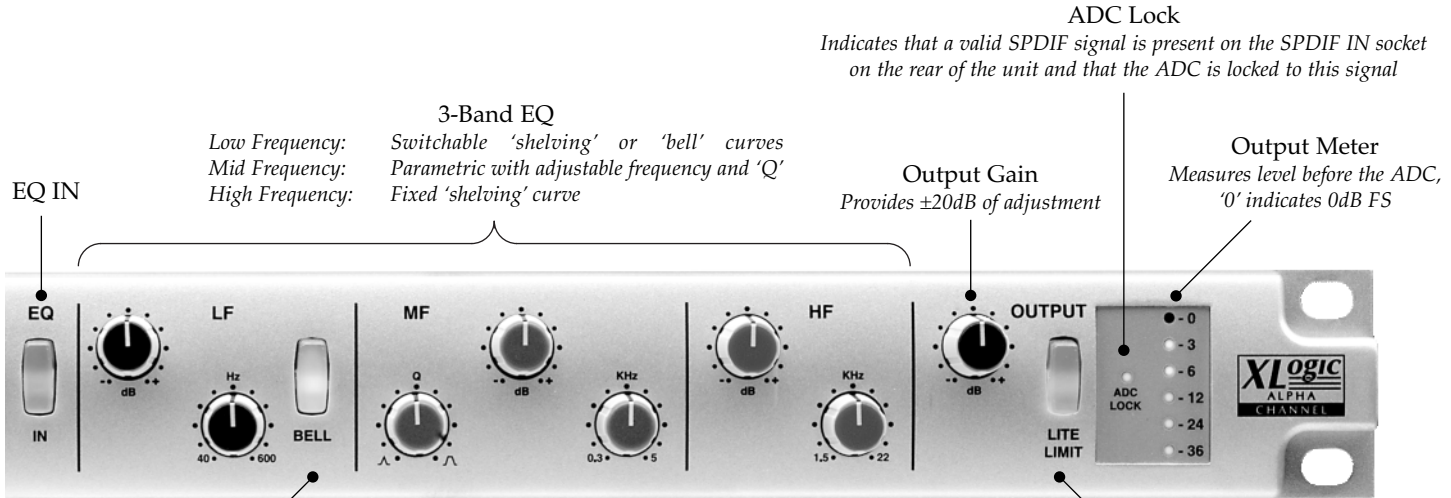 ADC Lock
Indicates that a valid SPDIF signal is present on the SPDIF IN socket
on the rear of the unit and that the ADC is locked to this signal
3-Band EQ
Low Frequency: Switchable ‘shelving’ or ‘bell’ curves
Mid Frequency: Parametric with adjustable frequency and ‘Q’
High Frequency: Fixed ‘shelving’ curve
EQ IN
Output Gain
Provides ±20dB of adjustment
Output Meter
Measures level before the ADC,
‘0’ indicates 0dB FS
EQ
IN
LF
- dB +
Hz
40 600
BELL
MF
Q
- dB +
KHz
0.3 5
HF
- dB +
KHz
1.5 22
OUTPUT
- dB +
LITE
LIMIT
ADC
LOCK
- 0
- 3
- 6
- 12
- 24
- 36
XLogic
ALPHA
CHANNEL